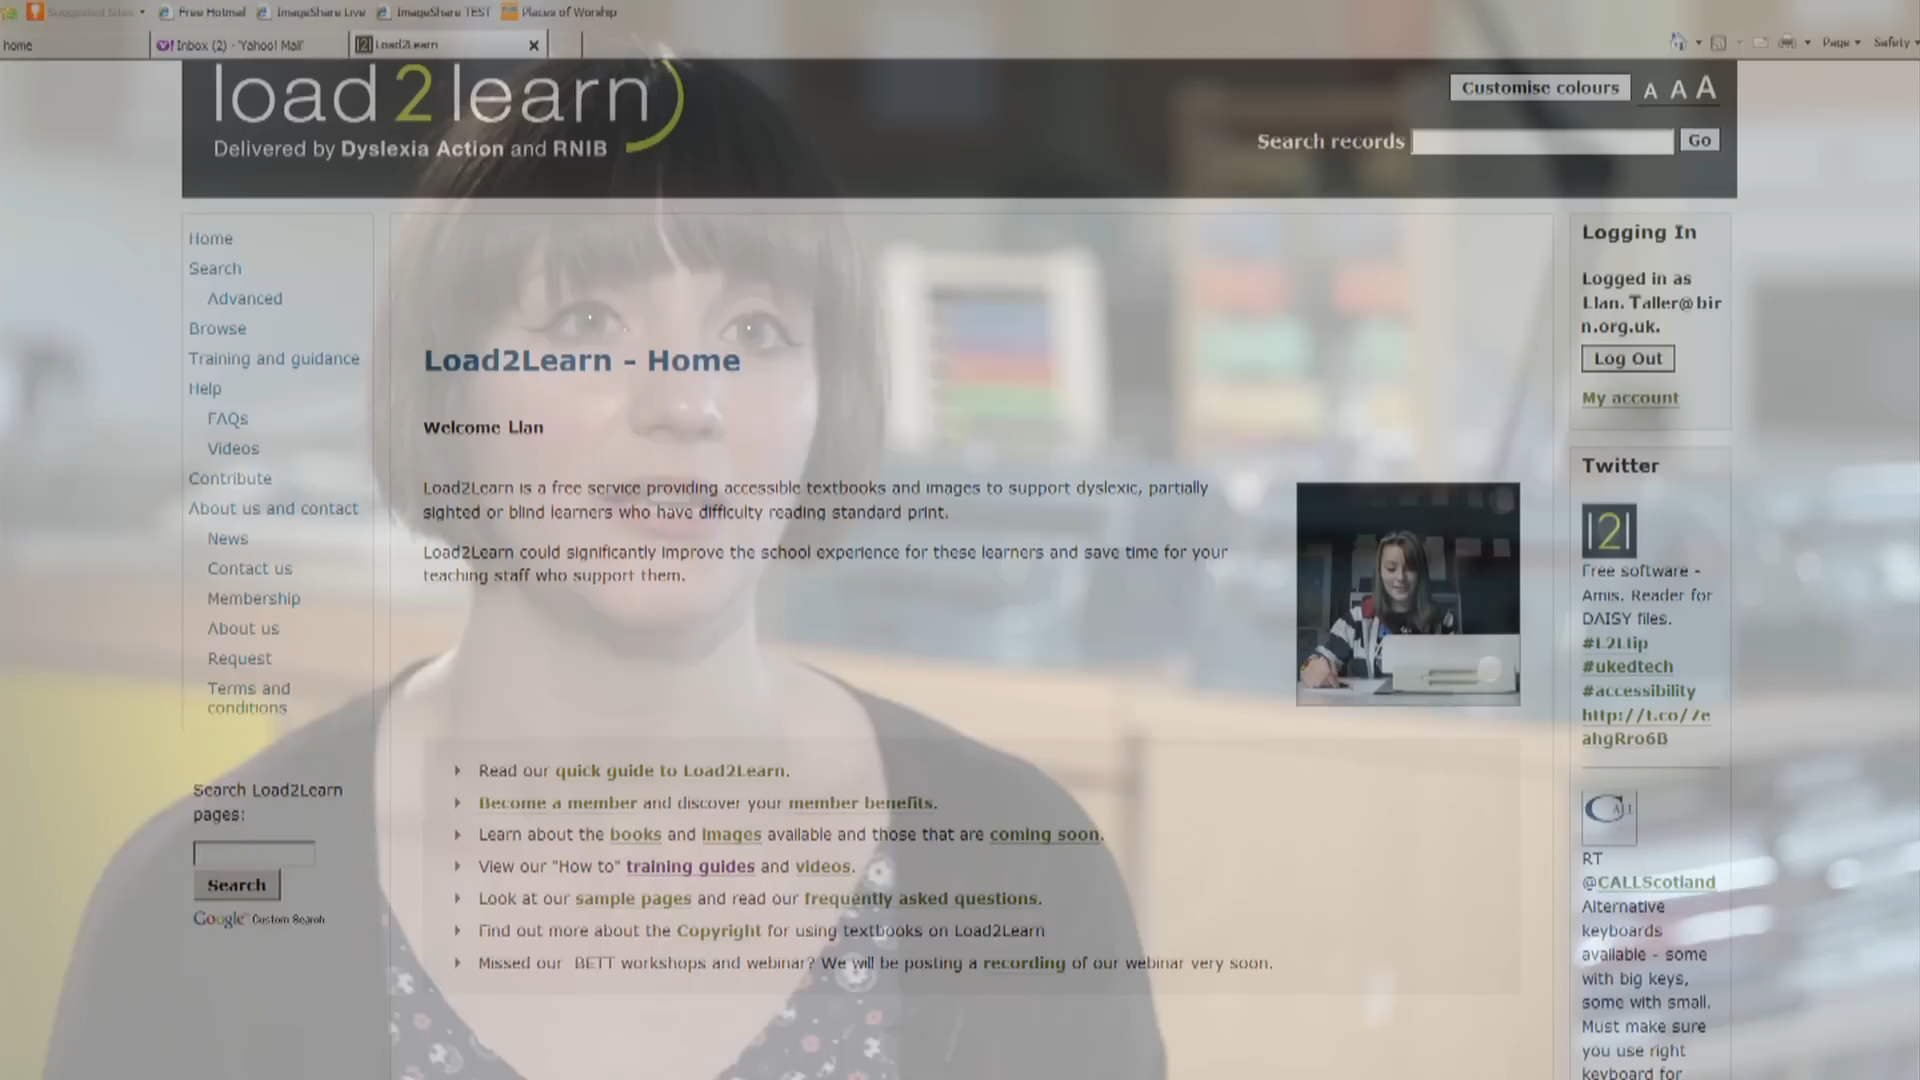 Suggested Sites
Free Hotmail
ImageShare Live
ImageShare TEST
Places of Worship
home
Inbox (2) - 'Yahoo! Mail'
Load2Learn
Page
Safety
load2learn
Delivered by Dyslexia Action and RNIB
Customise colours
A A A
Search records
Go
Home
Search
Advanced
Browse
Training and guidance
Help
FAQs
Videos
Contribute
About us and contact
News
Contact us
Membership
About us
Request
Terms and
conditions
Search Load2Learn
pages:
Search
Google Custom Search
Load2Learn - Home
Welcome Llan
Load2Learn is a free service providing accessible textbooks and images to support dyslexic, partially
sighted or blind learners who have difficulty reading standard print.
Load2Learn could significantly improve the school experience for these learners and save time for your
teaching staff who support them.
Read our quick guide to Load2Learn.
Become a member and discover your member benefits.
Learn about the books and images available and those that are coming soon.
View our "How to" training guides and videos.
Look at our sample pages and read our frequently asked questions.
Find out more about the Copyright for using textbooks on Load2Learn
Missed our BETT workshops and webinar? We will be posting a recording of our webinar very soon.
Logging In
Logged in as
Llan. Taller@bir
n.org.uk.
Log Out
My account
Twitter
|2|
Free software -
Amis. Reader for
DAISY files.
#L2Ltip
#ukedtech
#accessibility
http://t.co/7e
ahgRro6B
CALL
RT
@CALLScotland
Alternative
keyboards
available - some
with big keys,
some with small.
Must make sure
you use right
keyboard for